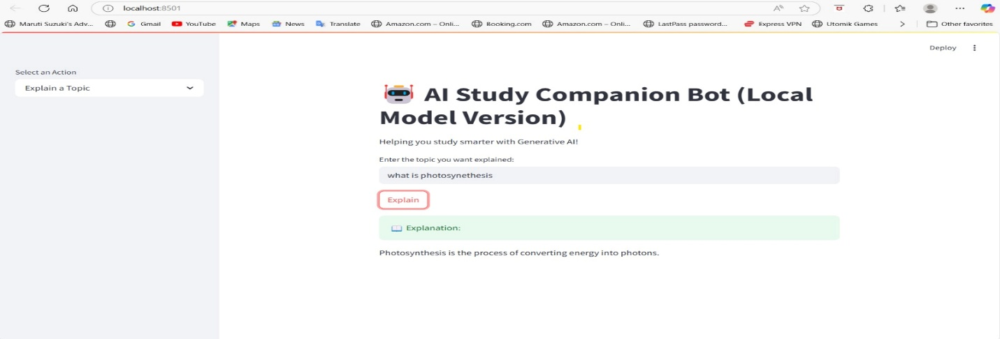 localhost:8501
Maruti Suzuki's Adv... Gmail YouTube Maps News Translate Amazon.com – Onli... Booking.com Amazon.com – Onli... LastPass password... Express VPN Utomik Games Other favorites
Deploy
Select an Action
Explain a Topic
AI Study Companion Bot (Local
Model Version)
Helping you study smarter with Generative AI!
Enter the topic you want explained:
what is photosynethesis
Explain
Explanation:
Photosynthesis is the process of converting energy into photons.